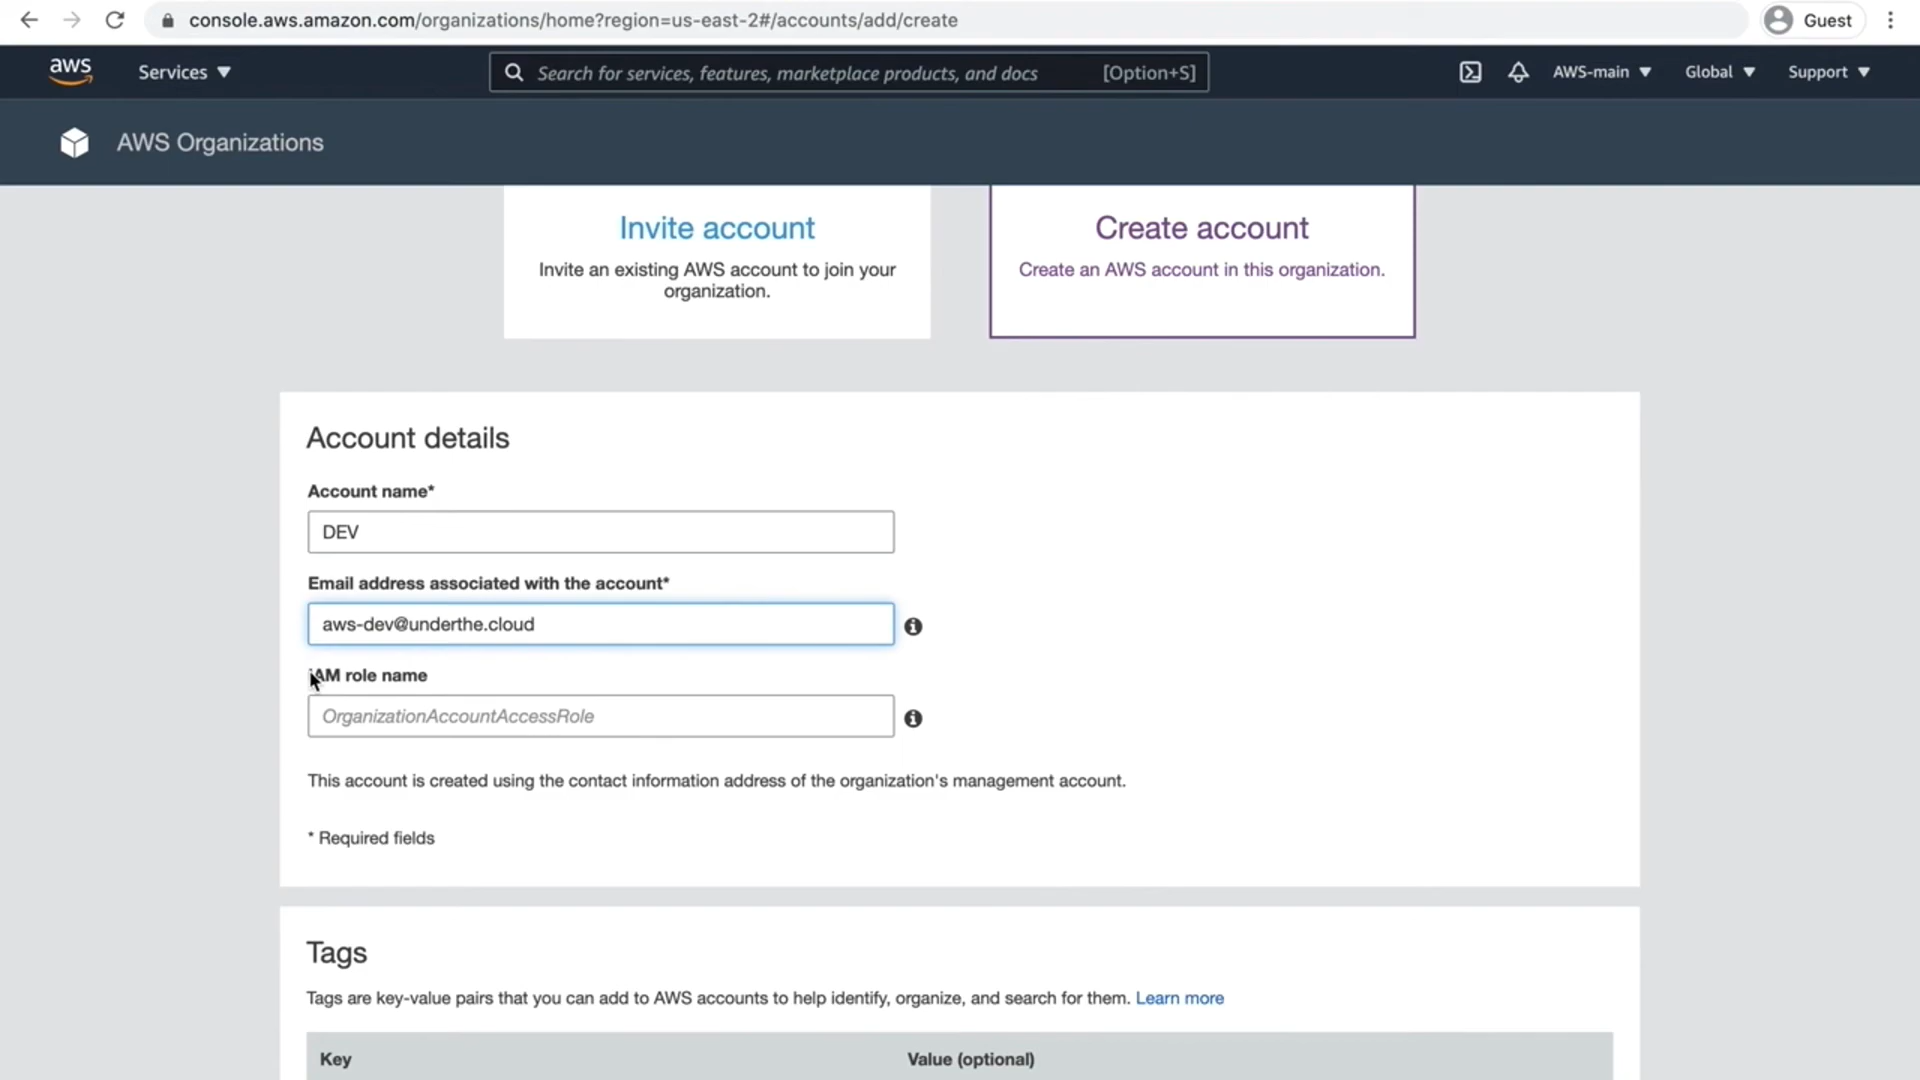 console.aws.amazon.com/organizations/home?region=us-east-2#/accounts/add/create
Guest
aws
Services
Search for services, features, marketplace products, and docs
[Option+S]
AWS-main
Global
Support
AWS Organizations
Invite account
Invite an existing AWS account to join your
organization.
Create account
Create an AWS account in this organization.
Account details
Account name*
DEV
Email address associated with the account*
aws-dev@underthe.cloud
IAM role name
OrganizationAccountAccessRole
This account is created using the contact information address of the organization's management account.
* Required fields
Tags
Tags are key-value pairs that you can add to AWS accounts to help identify, organize, and search for them. Learn more
Key
Value (optional)